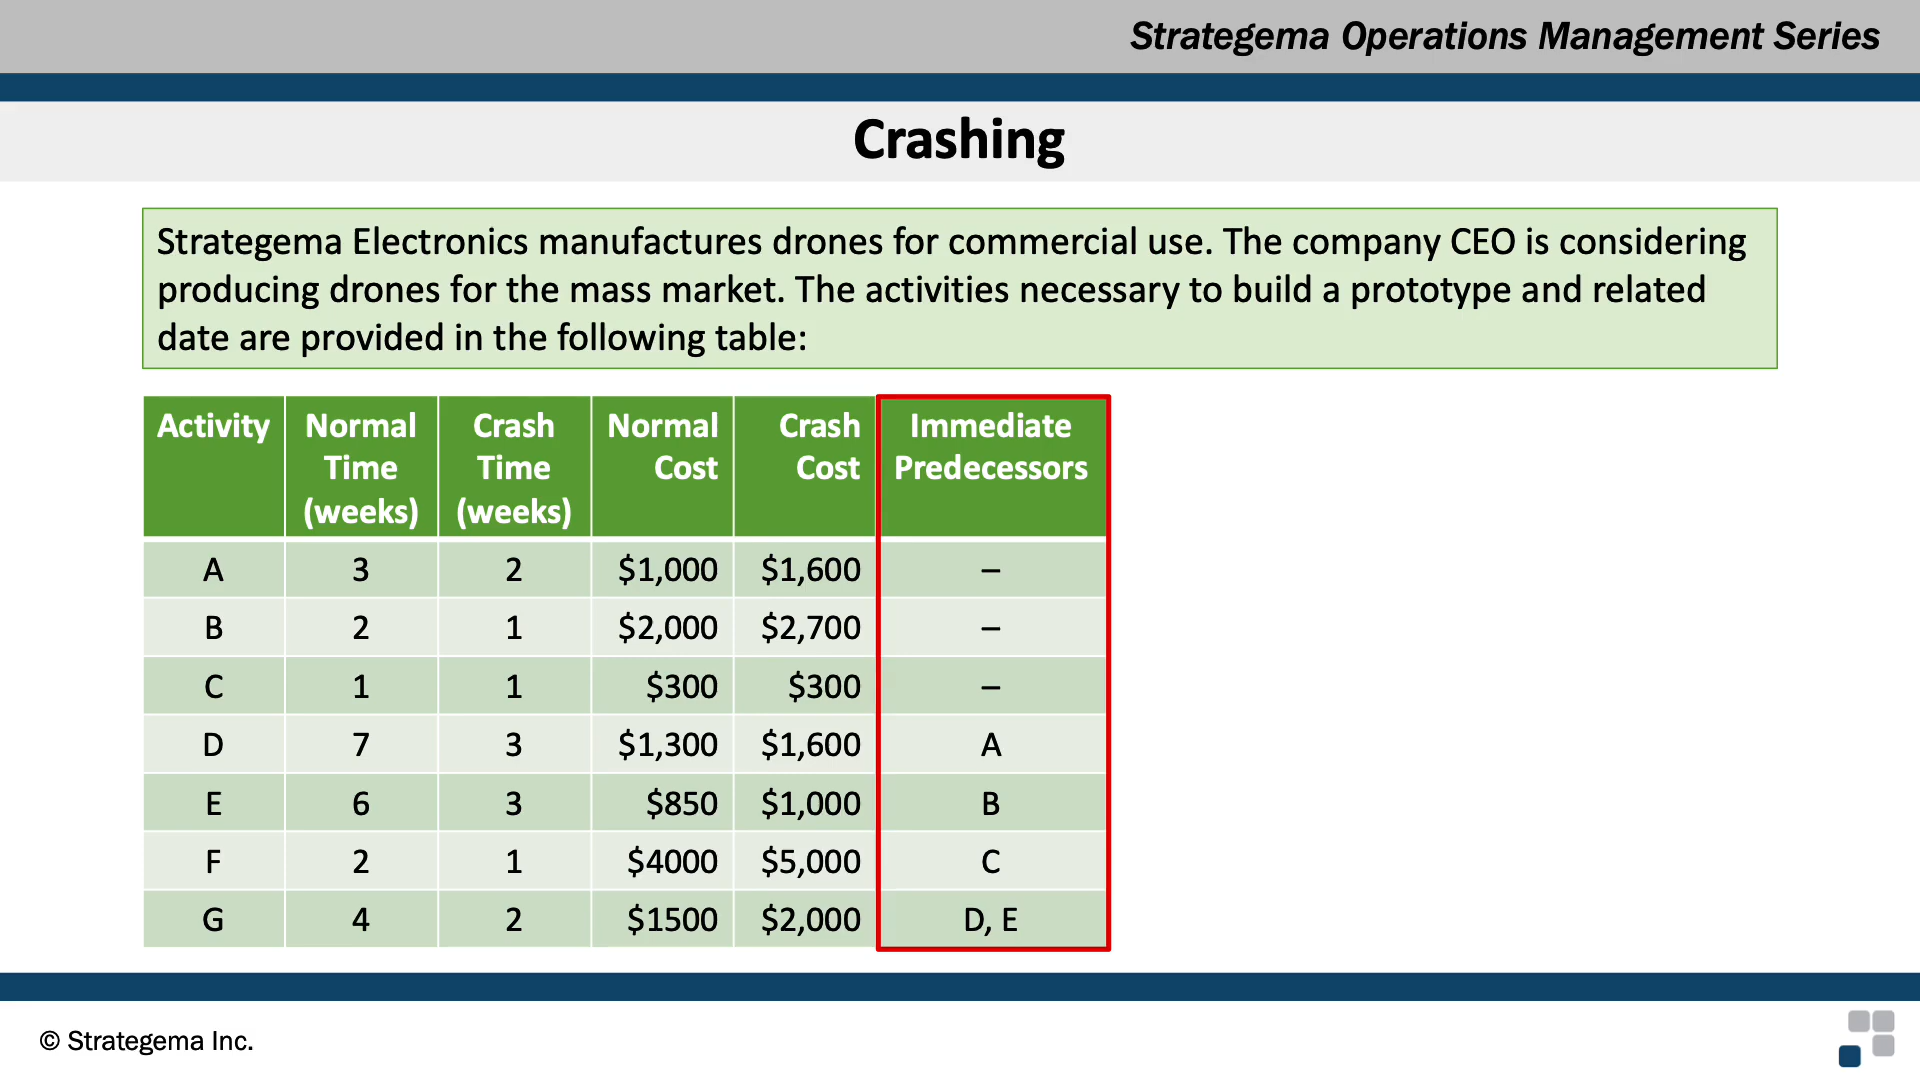 Strategema Operations Management Series
Crashing
Strategema Electronics manufactures drones for commercial use. The company CEO is considering
producing drones for the mass market. The activities necessary to build a prototype and related
date are provided in the following table:
Activity Normal Time (weeks) Crash Time (weeks) Normal Cost Crash Cost Immediate Predecessors
A 3 2 $1,000 $1,600 –
B 2 1 $2,000 $2,700 –
C 1 1 $300 $300 –
D 7 3 $1,300 $1,600 A
E 6 3 $850 $1,000 B
F 2 1 $4000 $5,000 C
G 4 2 $1500 $2,000 D, E
© Strategema Inc.